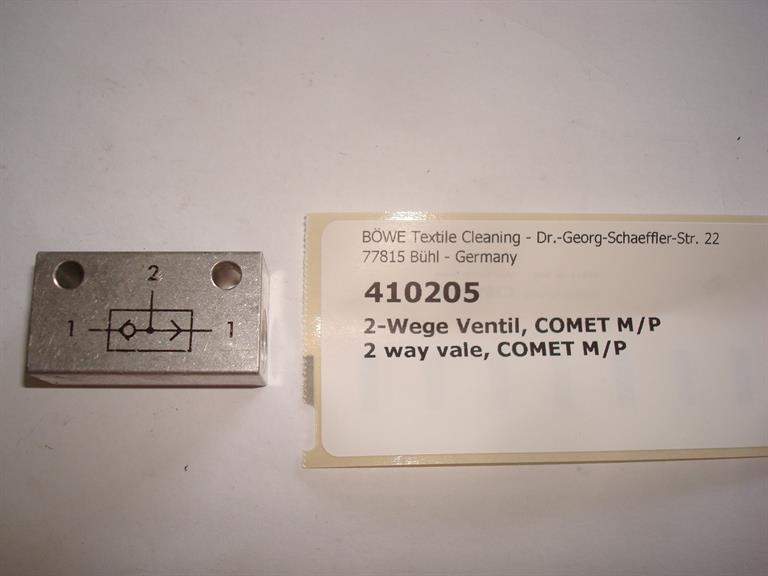 2
1 1
BÖWE Textile Cleaning - Dr.-Georg-Schaeffler-Str. 22
77815 Bühl - Germany
410205
2-Wege Ventil, COMET M/P
2 way vale, COMET M/P